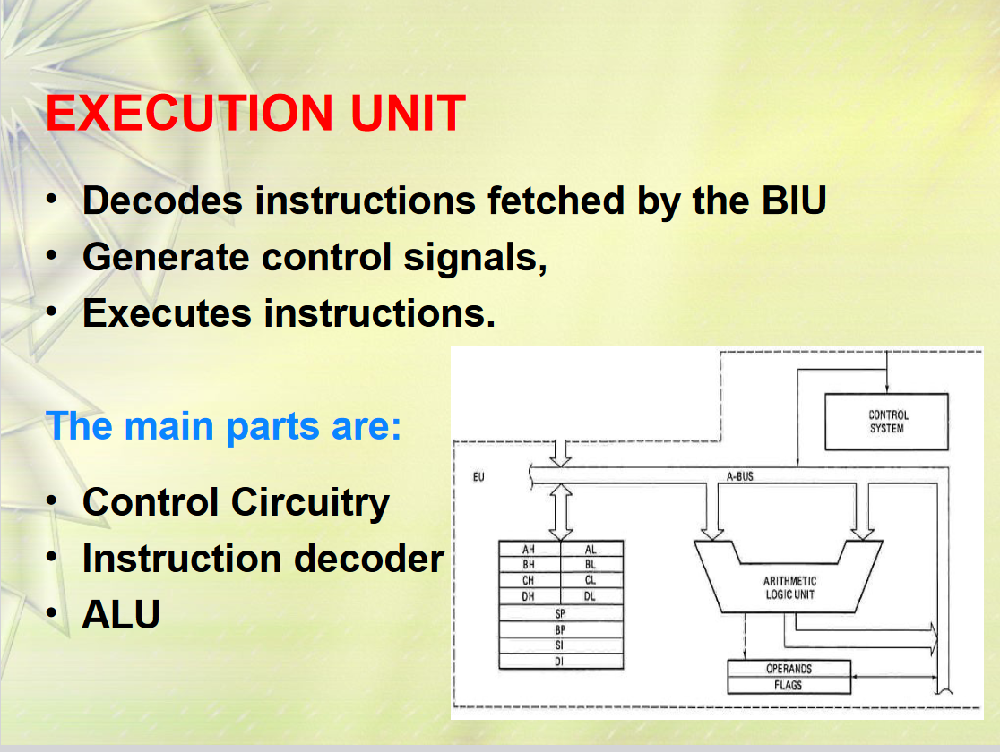 EXECUTION UNIT
• Decodes instructions fetched by the BIU
• Generate control signals,
• Executes instructions.
The main parts are:
• Control Circuitry
• Instruction decoder
• ALU
CONTROL
SYSTEM
EU
A-BUS
AH AL
BH BL
CH CL
DH DL
SP
BP
SI
DI
ARITHMETIC
LOGIC UNIT
OPERANDS
FLAGS